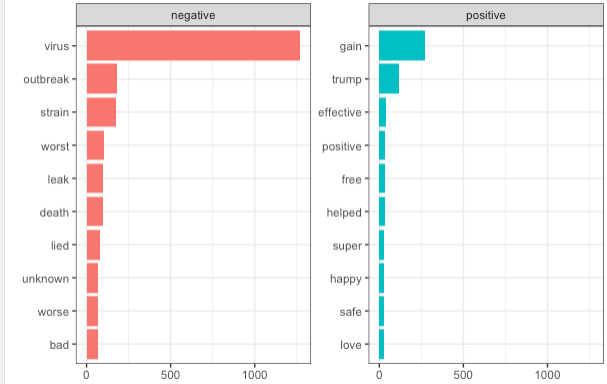 negative
virus
outbreak
strain
worst
leak
death
lied
unknown
worse
bad
0 500 1000
positive
gain
trump
effective
positive
free
helped
super
happy
safe
love
0 500 1000